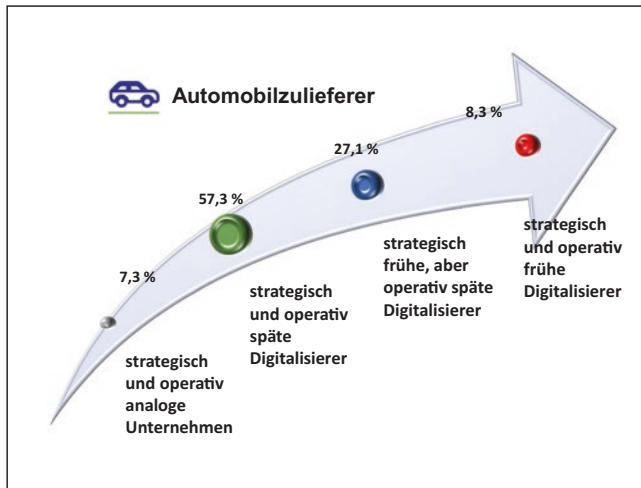 Automobilzulieferer
7,3 %
strategisch
und operativ
analoge
Unternehmen
57,3 %
strategisch
und operativ
späte
Digitalisierer
27,1 %
strategisch
frühe, aber
operativ späte
Digitalisierer
8,3 %
strategisch
und operativ
frühe
Digitalisierer